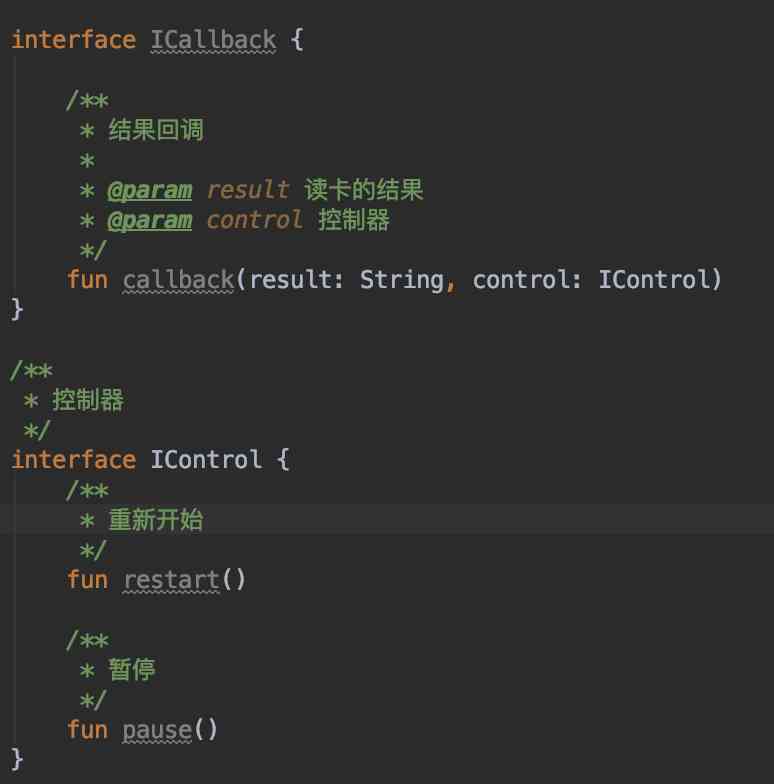 interface ICallback {
/**
* 结果回调
*
* @param result 读卡的结果
* @param control 控制器
*/
fun callback(result: String, control: IControl)
}
/**
* 控制器
*/
interface IControl {
/**
* 重新开始
*/
fun restart()
/**
* 暂停
*/
fun pause()
}